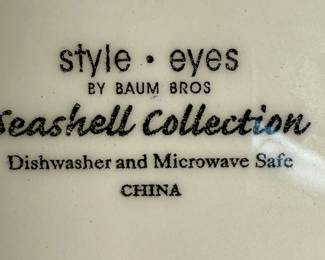 style • eyes
BY BAUM BROS
Seashell Collection
Dishwasher and Microwave Safe
CHINA